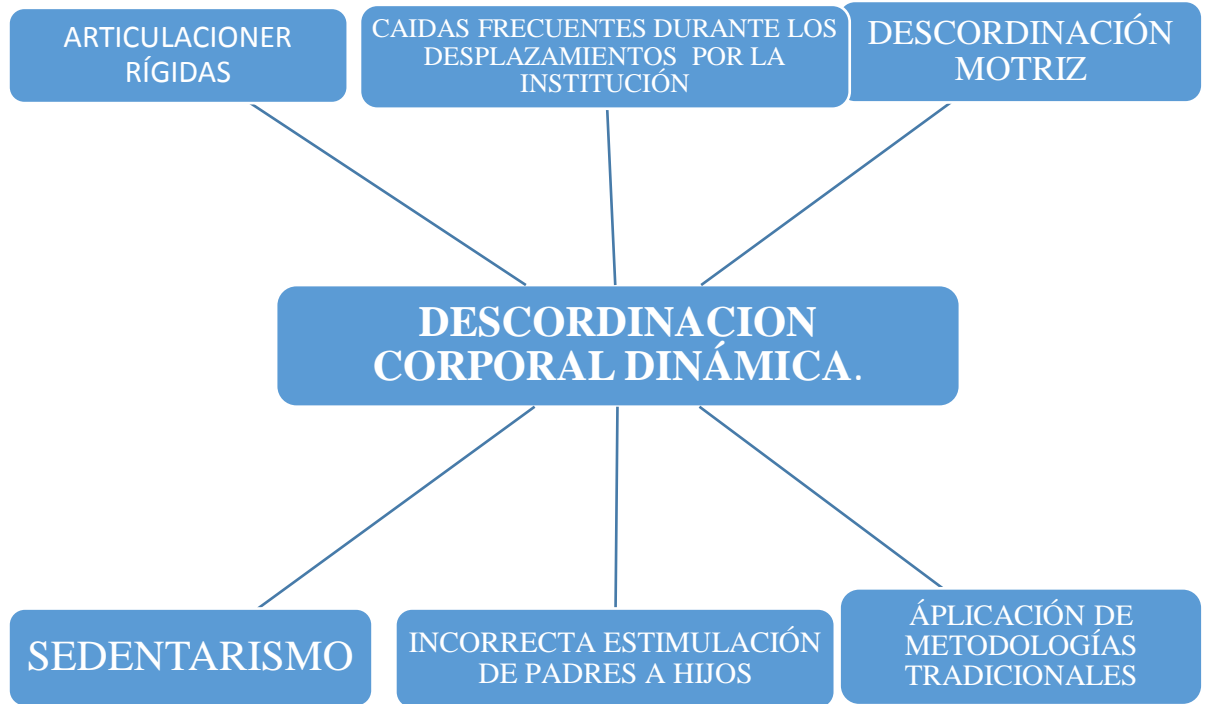 ARTICULACIONER
RÍGIDAS
CAIDAS FRECUENTES DURANTE LOS
DESPLAZAMIENTOS POR LA
INSTITUCIÓN
DESCORDINACIÓN
MOTRIZ
DESCORDINACION
CORPORAL DINÁMICA.
SEDENTARISMO
INCORRECTA ESTIMULACIÓN
DE PADRES A HIJOS
ÁPLICACIÓN DE
METODOLOGÍAS
TRADICIONALES